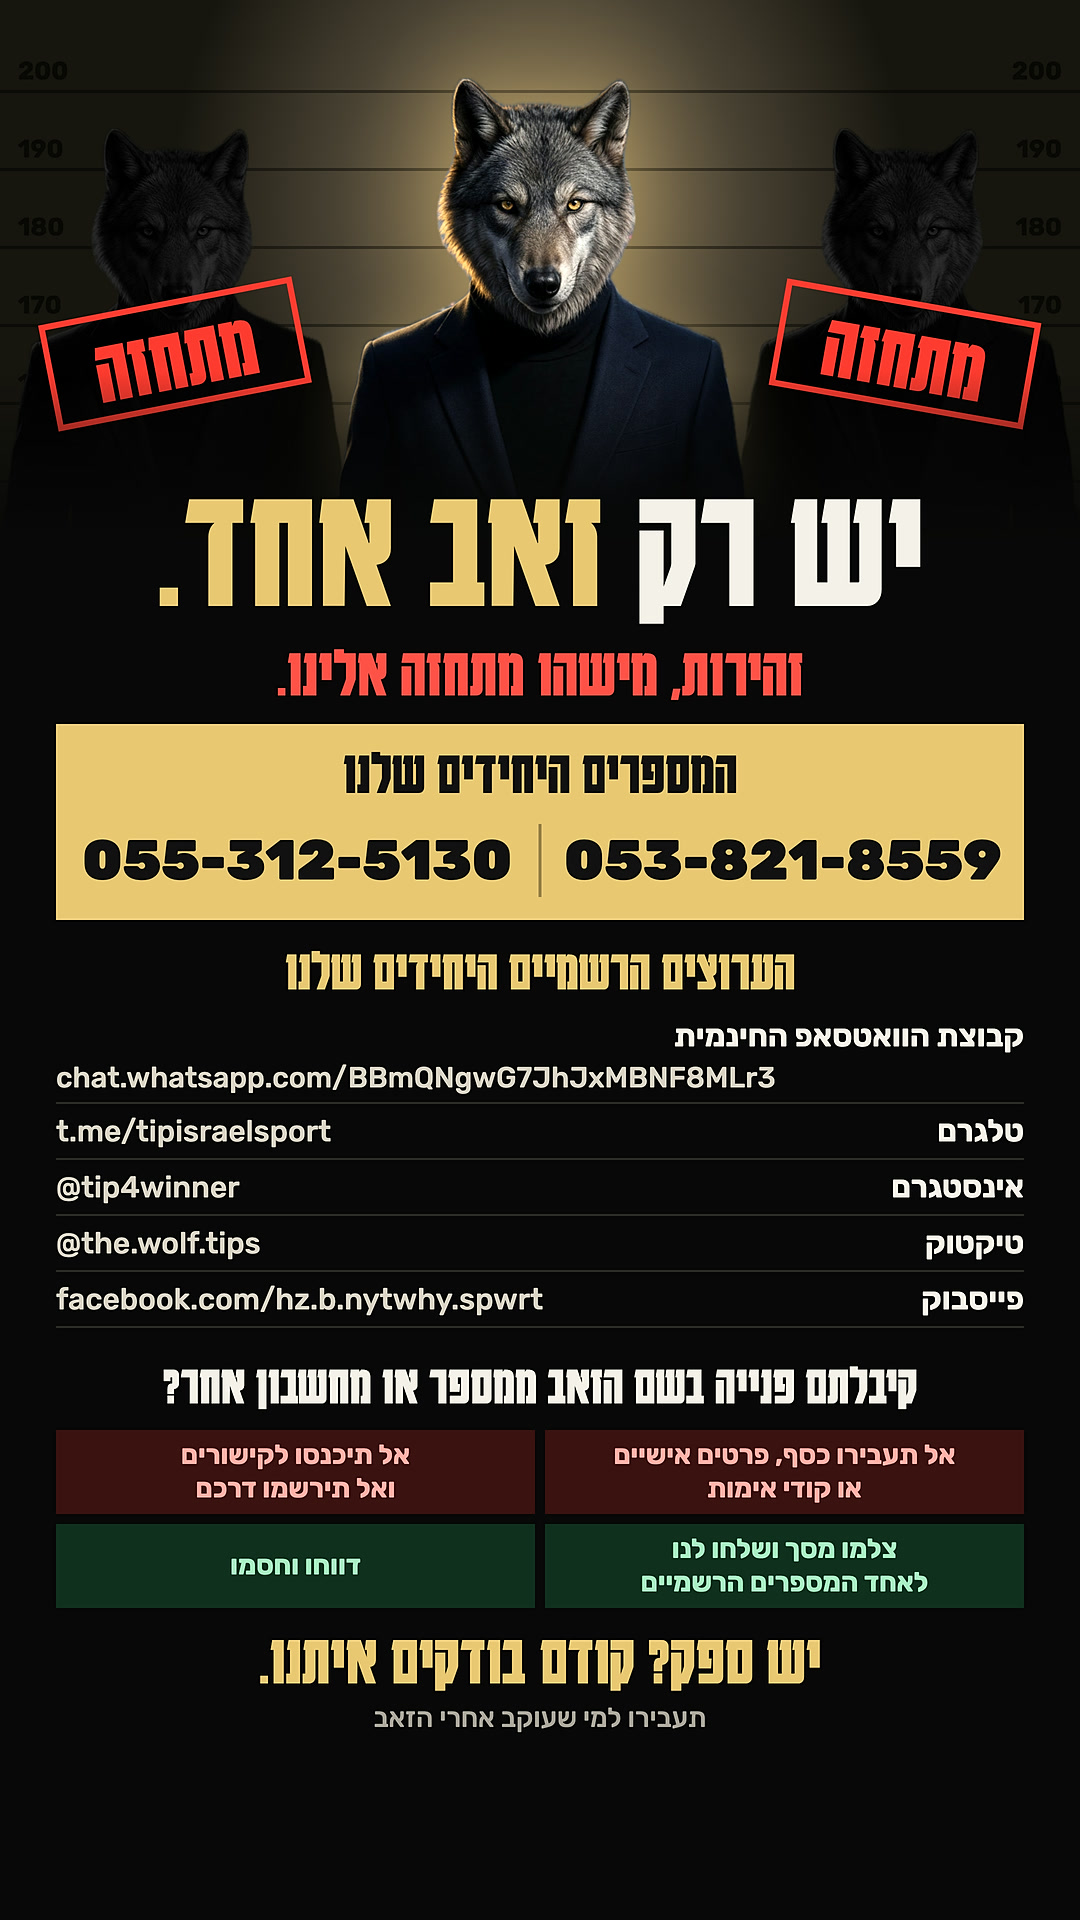 200
200
190
190
180
180
170
170
מתחזה
מתחזה
יש רק זאב אחד.
זהירות, מישהו מתחזה אלינו.
המספרים היחידים שלנו
055-312-5130
053-821-8559
הערוצים הרשמיים היחידים שלנו
קבוצת הוואטסאפ החינמית
chat.whatsapp.com/BBmQNgwG7JhJxMBNF8MLr3
טלגרם
t.me/tipisraelsport
אינסטגרם
@tip4winner
טיקטוק
@the.wolf.tips
פייסבוק
facebook.com/hz.b.nytwhy.spwrt
קיבלתם פנייה בשם הזאב ממספר או מחשבון אחר?
אל תעבירו כסף, פרטים אישיים
או קודי אימות
אל תיכנסו לקישורים
ואל תירשמו דרכם
צלמו מסך ושלחו לנו
לאחד המספרים הרשמיים
דווחו וחסמו
יש ספק? קודם בודקים איתנו.
תעבירו למי שעוקב אחרי הזאב